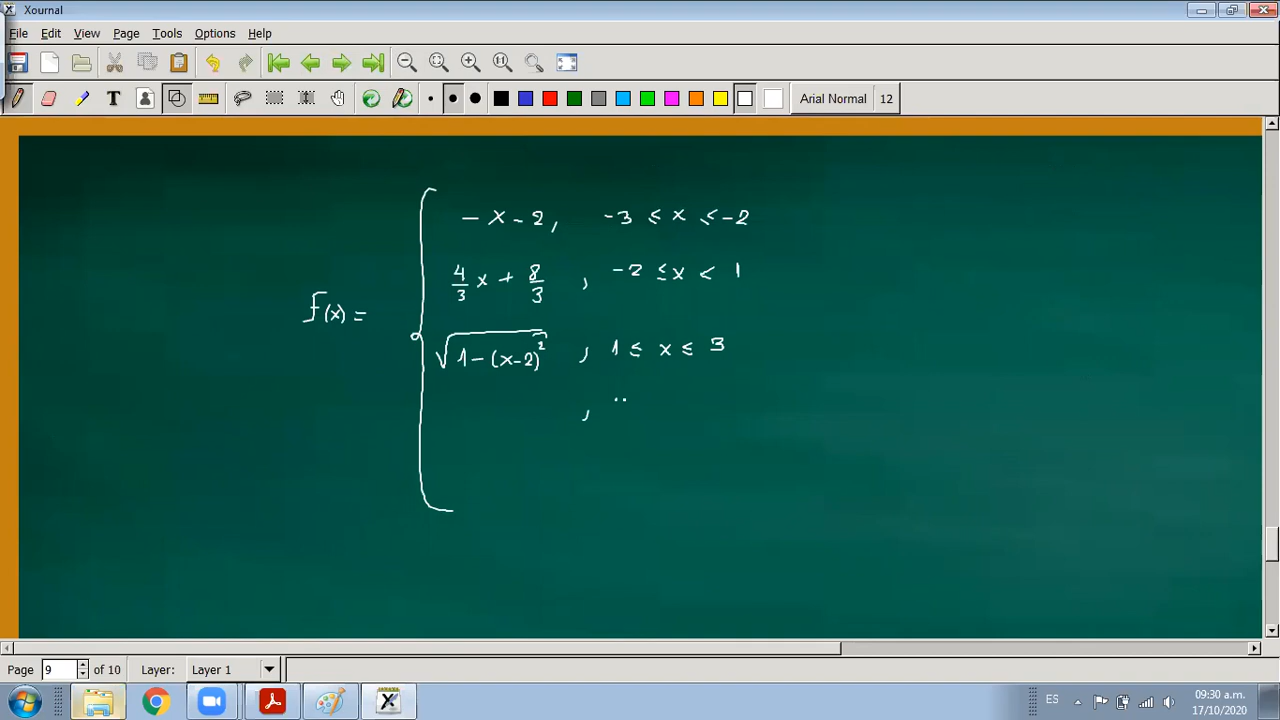 Xournal
File Edit View Page Tools Options Help
Arial Normal 12
-x-2, -3 ≤ x ≤ -2
4/3 x + 8/3 , -2 ≤ x < 1
f(x) =
√(1-(x-2)²) , 1 ≤ x ≤ 3
, ..
Page 9 of 10 Layer: Layer 1
ES 09:30 a.m.
17/10/2020